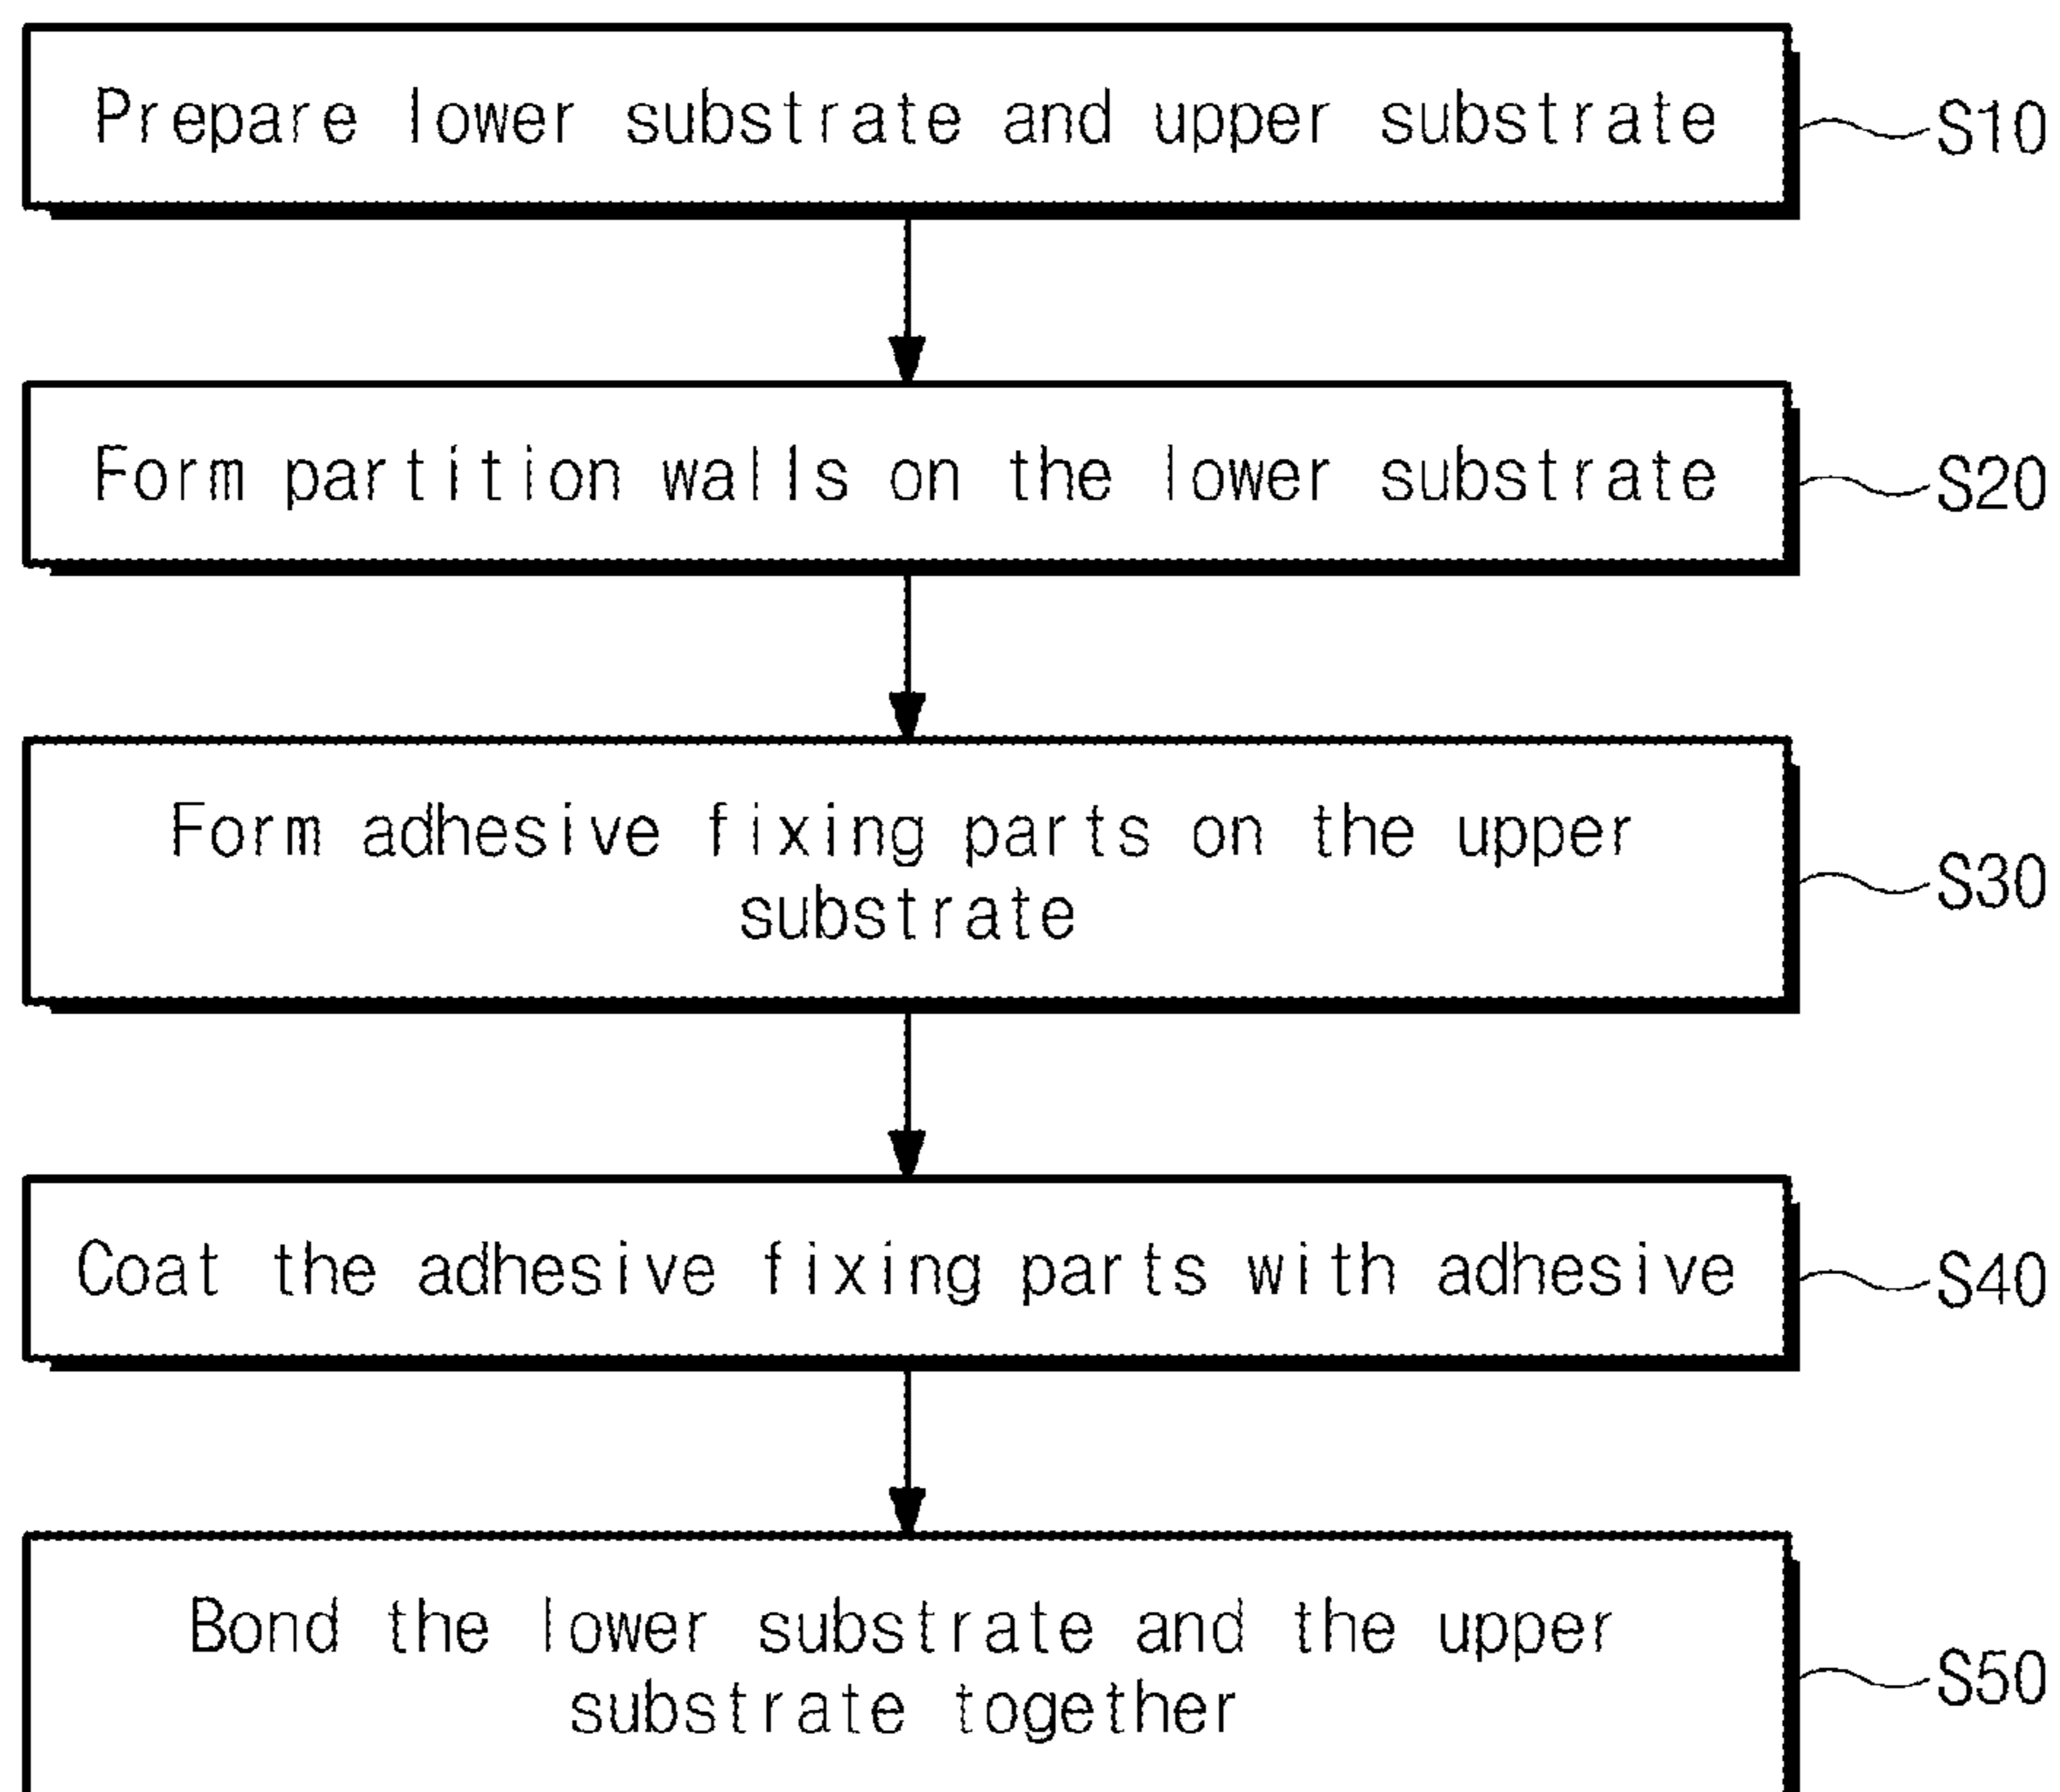 Prepare lower substrate and upper substrate
S10
Form partition walls on the lower substrate
S20
Form adhesive fixing parts on the upper
substrate
S30
Coat the adhesive fixing parts with adhesive
S40
Bond the lower substrate and the upper
substrate together
S50